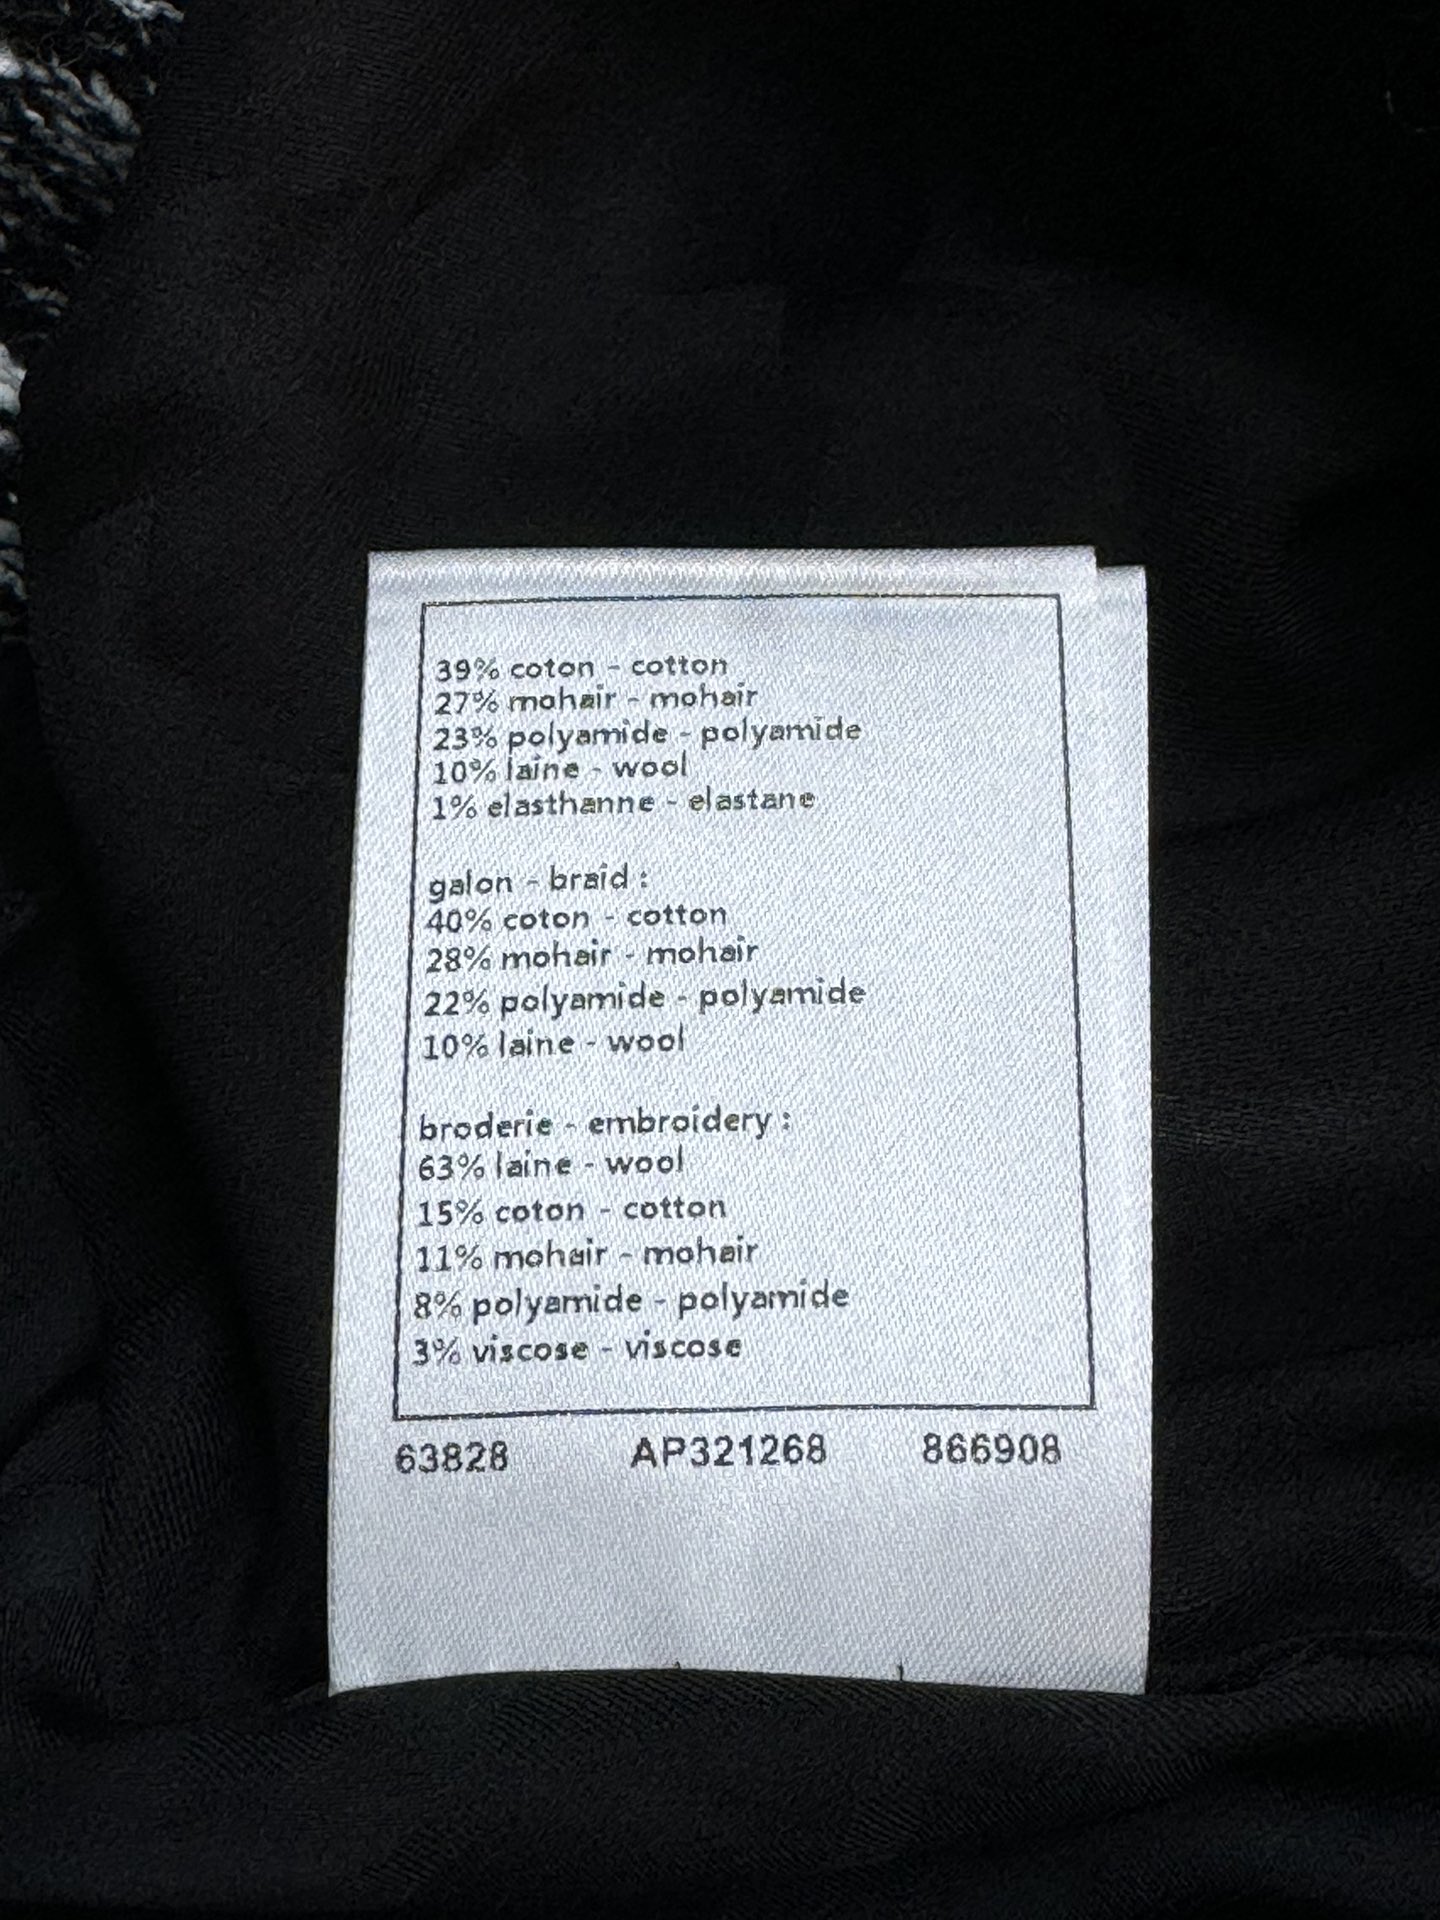 39% coton - cotton
27% mohair - mohair
23% polyamide - polyamide
10% laine - wool
1% elasthanne - elastane
galon - braid :
40% coton - cotton
28% mohair - mohair
22% polyamide - polyamide
10% laine - wool
broderie - embroidery :
63% laine - wool
15% coton - cotton
11% mohair - mohair
8% polyamide - polyamide
3% viscose - viscose
63828 AP321268 866908